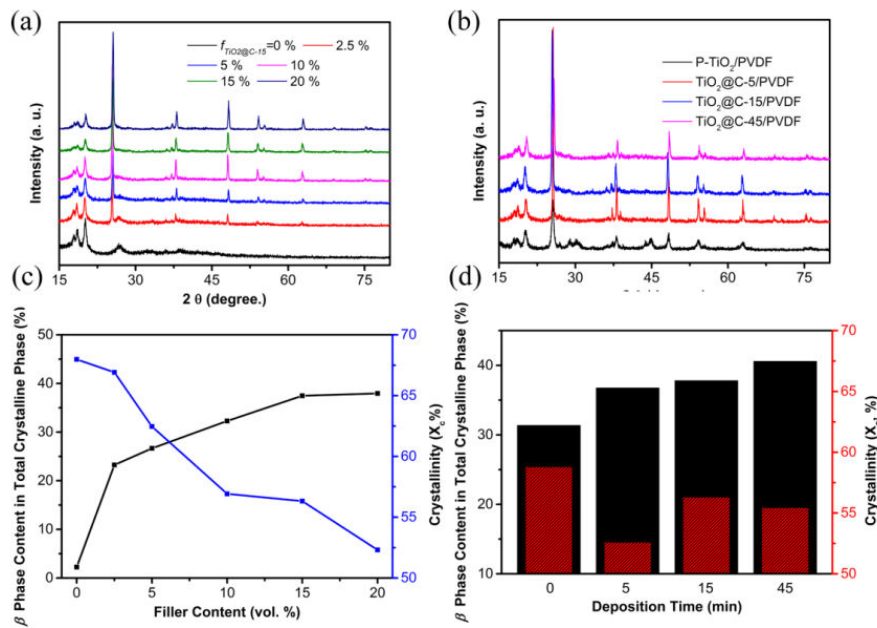 (a)
f_TiO2@C-15=0 % 2.5 %
5 % 10 %
15 % 20 %
Intensity (a. u.)
15 30 45 60 75
2 θ (degree.)
(b)
P-TiO₂/PVDF
TiO₂@C-5/PVDF
TiO₂@C-15/PVDF
TiO₂@C-45/PVDF
Intensity (a. u.)
15 30 45 60 75
(c)
β Phase Content in Total Crystalline Phase (%)
50
40
30
20
10
0
0 5 10 15 20
Filler Content (vol. %)
70
65
60
55
50
Crystallinity (X_c%)
(d)
β Phase Content in Total Crystalline Phase (%)
40
30
20
10
0 5 15 45
Deposition Time (min)
70
65
60
55
50
Crystallinity (X_c, %)